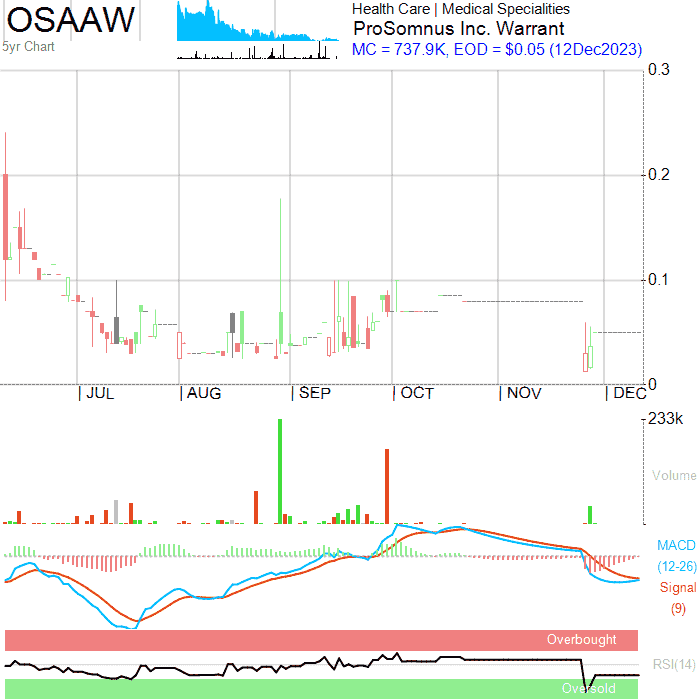 OSAAW
5yr Chart
Health Care | Medical Specialities
ProSomnus Inc. Warrant
MC = 737.9K, EOD = $0.05 (12Dec2023)
0.3
0.2
0.1
0
| JUL | AUG | SEP | OCT | NOV | DEC
233k
Volume
MACD
(12-26)
Signal
(9)
Overbought
RSI(14)
Oversold